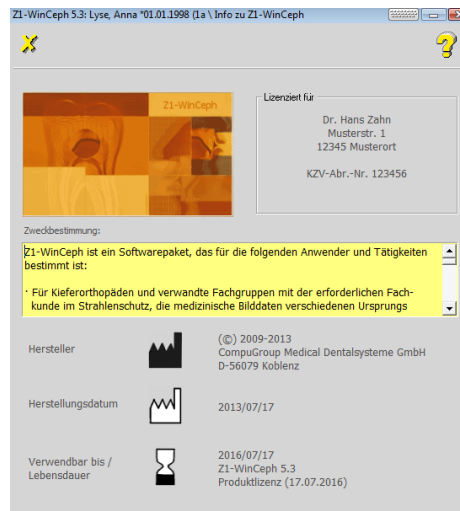 Z1-WinCeph 5.3: Lyse, Anna *01.01.1998 (1a \ Info zu Z1-WinCeph
Z1-WinCeph
Lizenziert für
Dr. Hans Zahn
Musterstr. 1
12345 Musterort
KZV-Abr.-Nr. 123456
Zweckbestimmung:
Z1-WinCeph ist ein Softwarepaket, das für die folgenden Anwender und Tätigkeiten
bestimmt ist:
· Für Kieferorthopäden und verwandte Fachgruppen mit der erforderlichen Fach-
kunde im Strahlenschutz, die medizinische Bilddaten verschiedenen Ursprungs
Hersteller
(©) 2009-2013
CompuGroup Medical Dentalsysteme GmbH
D-56079 Koblenz
Herstellungsdatum
2013/07/17
Verwendbar bis /
Lebensdauer
2016/07/17
Z1-WinCeph 5.3
Produktlizenz (17.07.2016)